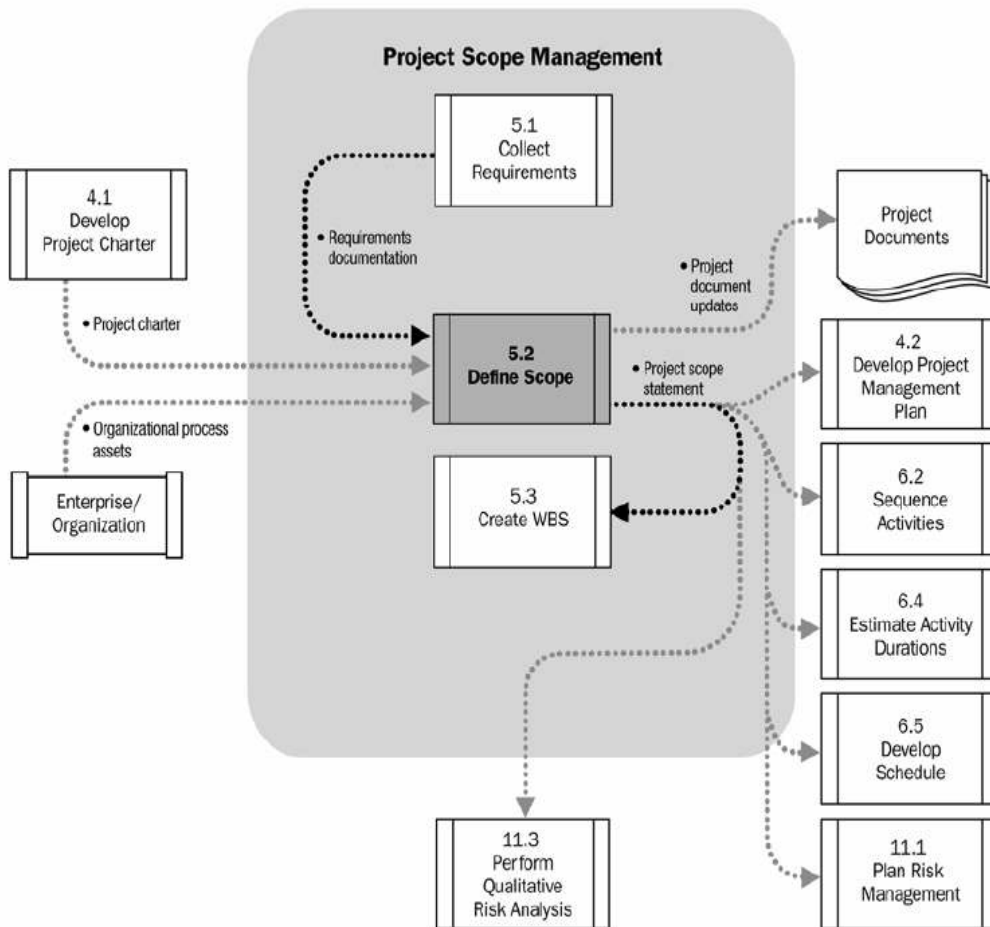 Project Scope Management
5.1
Collect
Requirements
4.1
Develop
Project Charter
• Requirements
documentation
Project
Documents
• Project
document
updates
• Project charter
5.2
Define Scope
• Project scope
statement
4.2
Develop Project
Management
Plan
• Organizational process
assets
Enterprise/
Organization
5.3
Create WBS
6.2
Sequence
Activities
6.4
Estimate Activity
Durations
6.5
Develop
Schedule
11.3
Perform
Qualitative
Risk Analysis
11.1
Plan Risk
Management